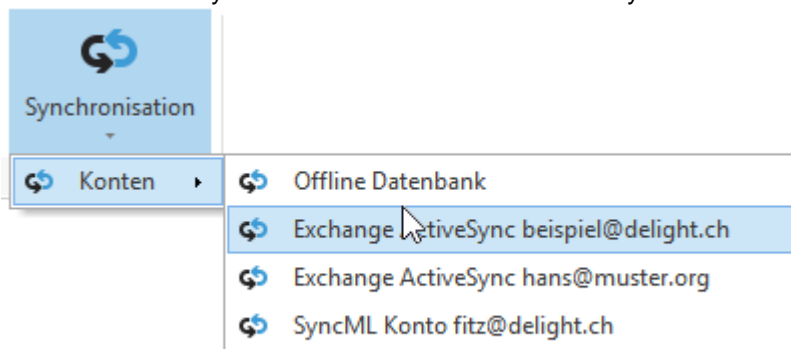 Synchronisation
Konten
Offline Datenbank
Exchange ActiveSync beispiel@delight.ch
Exchange ActiveSync hans@muster.org
SyncML Konto fitz@delight.ch